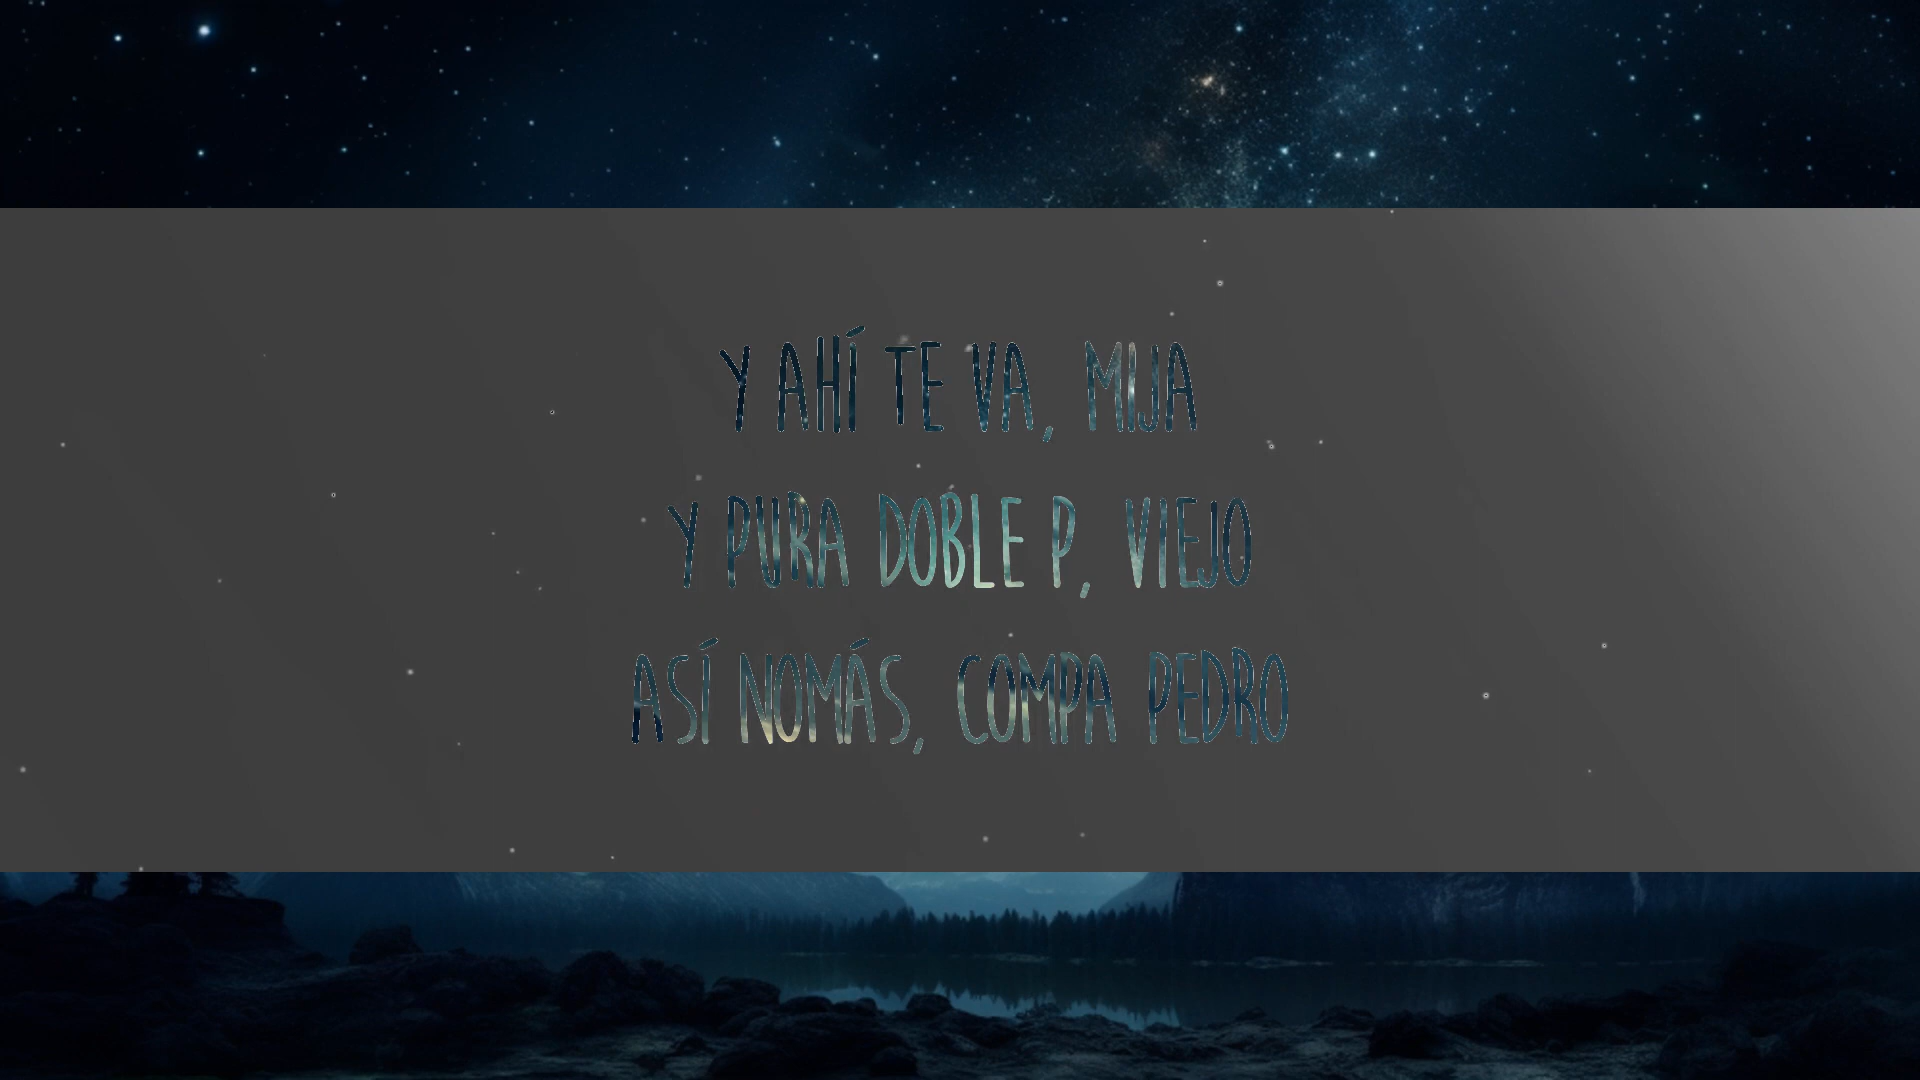 Y AHÍ TE VA, MIJA
Y PURA DOBLE P, VIEJO
ASÍ NOMÁS, COMPA PEDRO